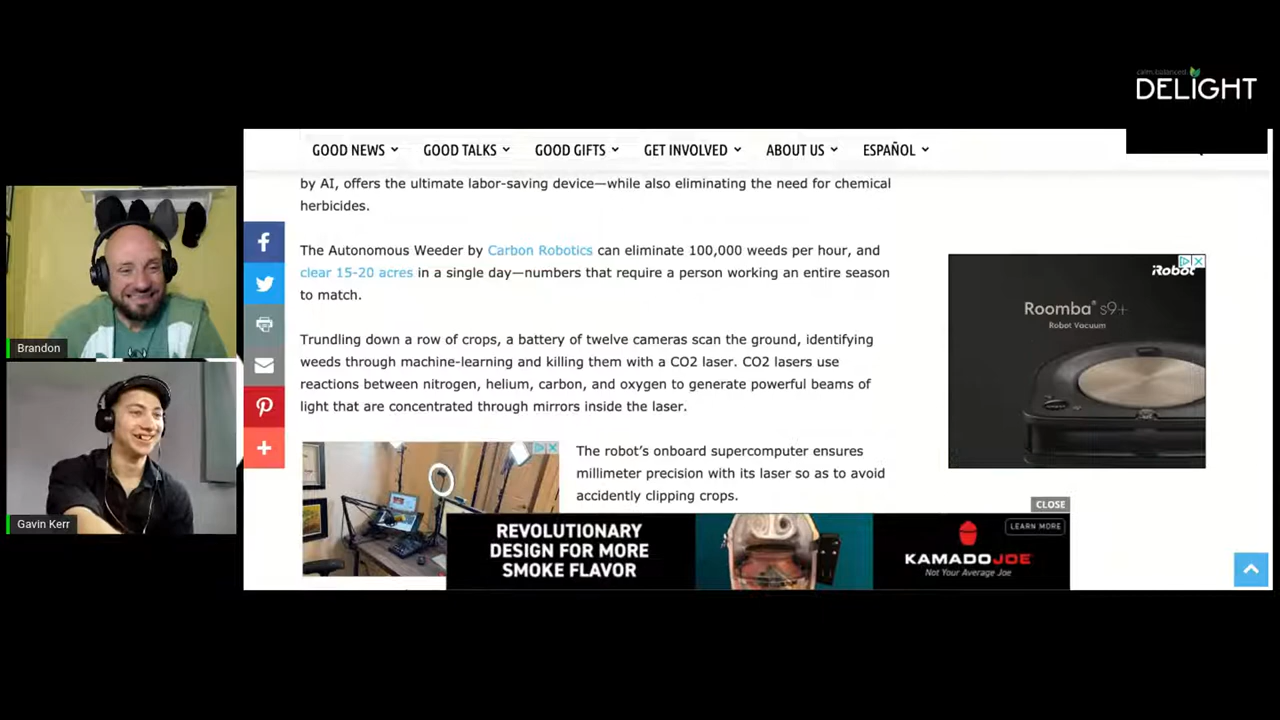 calm.balanced.
DELIGHT
GOOD NEWS
GOOD TALKS
GOOD GIFTS
GET INVOLVED
ABOUT US
ESPAÑOL
by AI, offers the ultimate labor-saving device—while also eliminating the need for chemical
herbicides.
The Autonomous Weeder by Carbon Robotics can eliminate 100,000 weeds per hour, and
clear 15-20 acres in a single day—numbers that require a person working an entire season
to match.
Trundling down a row of crops, a battery of twelve cameras scan the ground, identifying
weeds through machine-learning and killing them with a CO2 laser. CO2 lasers use
reactions between nitrogen, helium, carbon, and oxygen to generate powerful beams of
light that are concentrated through mirrors inside the laser.
The robot’s onboard supercomputer ensures
millimeter precision with its laser so as to avoid
accidently clipping crops.
Brandon
Gavin Kerr
iRobot
Roomba® s9+
Robot Vacuum
CLOSE
REVOLUTIONARY
DESIGN FOR MORE
SMOKE FLAVOR
KAMADO JOE
Not Your Average Joe
LEARN MORE